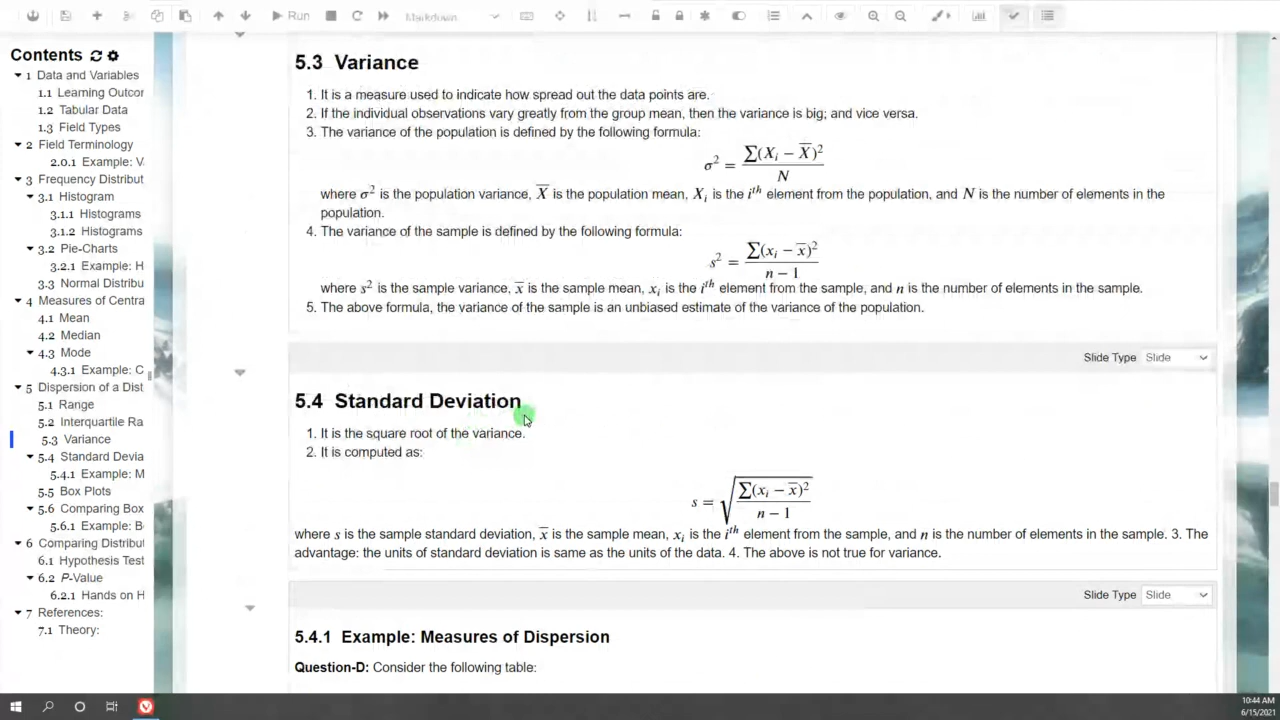 Run
Markdown
Contents
1 Data and Variables
1.1 Learning Outcor
1.2 Tabular Data
1.3 Field Types
2 Field Terminology
2.0.1 Example: V
3 Frequency Distribut
3.1 Histogram
3.1.1 Histograms
3.1.2 Histograms
3.2 Pie-Charts
3.2.1 Example: H
3.3 Normal Distribu
4 Measures of Centra
4.1 Mean
4.2 Median
4.3 Mode
4.3.1 Example: C
5 Dispersion of a Dist
5.1 Range
5.2 Interquartile Ra
5.3 Variance
5.4 Standard Devia
5.4.1 Example: M
5.5 Box Plots
5.6 Comparing Box
5.6.1 Example: B
6 Comparing Distribut
6.1 Hypothesis Test
6.2 P-Value
6.2.1 Hands on H
7 References:
7.1 Theory:
5.3 Variance
1. It is a measure used to indicate how spread out the data points are.
2. If the individual observations vary greatly from the group mean, then the variance is big; and vice versa.
3. The variance of the population is defined by the following formula:
σ² = ∑(Xᵢ − X̅)² / N
where σ² is the population variance, X̅ is the population mean, Xᵢ is the iᵗʰ element from the population, and N is the number of elements in the
population.
4. The variance of the sample is defined by the following formula:
s² = ∑(xᵢ − x̅)² / n − 1
where s² is the sample variance, x̅ is the sample mean, xᵢ is the iᵗʰ element from the sample, and n is the number of elements in the sample.
5. The above formula, the variance of the sample is an unbiased estimate of the variance of the population.
Slide Type Slide
5.4 Standard Deviation
1. It is the square root of the variance.
2. It is computed as:
s = √(∑(xᵢ − x̅)² / n − 1)
where s is the sample standard deviation, x̅ is the sample mean, xᵢ is the iᵗʰ element from the sample, and n is the number of elements in the sample. 3. The
advantage: the units of standard deviation is same as the units of the data. 4. The above is not true for variance.
Slide Type Slide
5.4.1 Example: Measures of Dispersion
Question-D: Consider the following table:
10:44 AM
6/15/2021